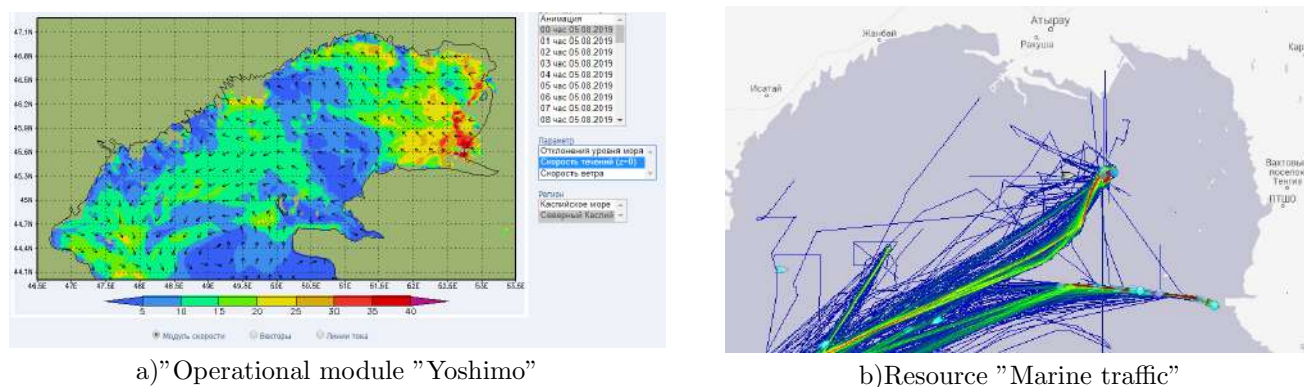 Анимация
00 час 05.08.2019
01 час 05.08.2019
02 час 05.08.2019
03 час 05.08.2019
04 час 05.08.2019
05 час 05.08.2019
06 час 05.08.2019
07 час 05.08.2019
08 час 05.08.2019
Параметр
Отклонения уровня моря
Скорость течений (z=0)
Скорость ветра
Регион
Каспийское море
Северный Каспий
47.1N
46.8N
46.5N
46.2N
45.9N
45.6N
45.3N
45N
44.7N
44.4N
44.1N
46.5E 47E 47.5E 48E 48.5E 49E 49.5E 50E 50.5E 51E 51.5E 52E 52.5E 53E 53.5E
5 10 15 20 25 30 35 40
Модуль скорости Векторы Линии тока
a)"Operational module "Yoshimo"
Атырау
Жанбай
Ракуша
Кар
Исатай
Вахтовый
поселок
Тенгиз
ПТШО
b)Resource "Marine traffic"